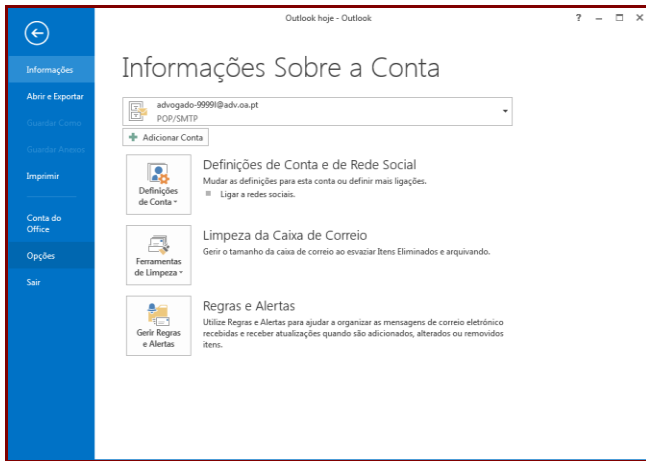 Outlook hoje - Outlook
?
Informações
Abrir e Exportar
Guardar Como
Guardar Anexos
Imprimir
Conta do
Office
Opções
Sair
Informações Sobre a Conta
advogado-9999l@adv.oa.pt
POP/SMTP
Adicionar Conta
Definições
de Conta
Definições de Conta e de Rede Social
Mudar as definições para esta conta ou definir mais ligações.
Ligar a redes sociais.
Ferramentas
de Limpeza
Limpeza da Caixa de Correio
Gerir o tamanho da caixa de correio ao esvaziar Itens Eliminados e arquivando.
Gerir Regras
e Alertas
Regras e Alertas
Utilize Regras e Alertas para ajudar a organizar as mensagens de correio eletrónico
recebidas e receber atualizações quando são adicionados, alterados ou removidos
itens.